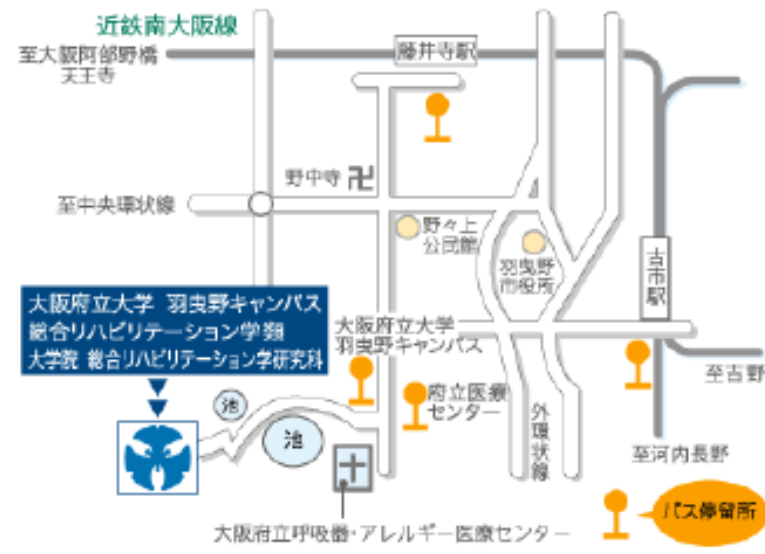 近鉄南大阪線
至大阪阿部野橋
天王寺
藤井寺駅
野中寺 卍
至中央環状線
野々上
公民館
羽曳野
市役所
古市駅
大阪府立大学 羽曳野キャンパス
総合リハビリテーション学類
大学院 総合リハビリテーション学研究科
大阪府立大学
羽曳野キャンパス
至吉野
池
府立医療
センター
池
外環状線
至河内長野
バス停留所
大阪府立呼吸器・アレルギー医療センター